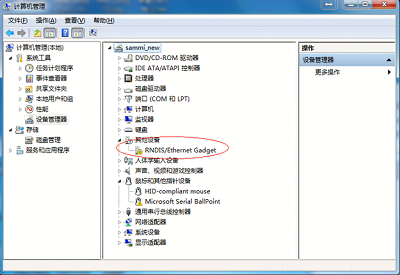 计算机管理
文件(F) 操作(A) 查看(V) 帮助(H)
计算机管理(本地)
系统工具
任务计划程序
事件查看器
共享文件夹
本地用户和组
性能
设备管理器
存储
磁盘管理
服务和应用程序
sammi_new
DVD/CD-ROM 驱动器
IDE ATA/ATAPI 控制器
处理器
磁盘驱动器
端口 (COM 和 LPT)
计算机
监视器
键盘
其他设备
RNDIS/Ethernet Gadget
人体学输入设备
声音、视频和游戏控制器
鼠标和其他指针设备
HID-compliant mouse
Microsoft Serial BallPoint
通用串行总线控制器
网络适配器
系统设备
显示适配器
操作
设备管理器
更多操作